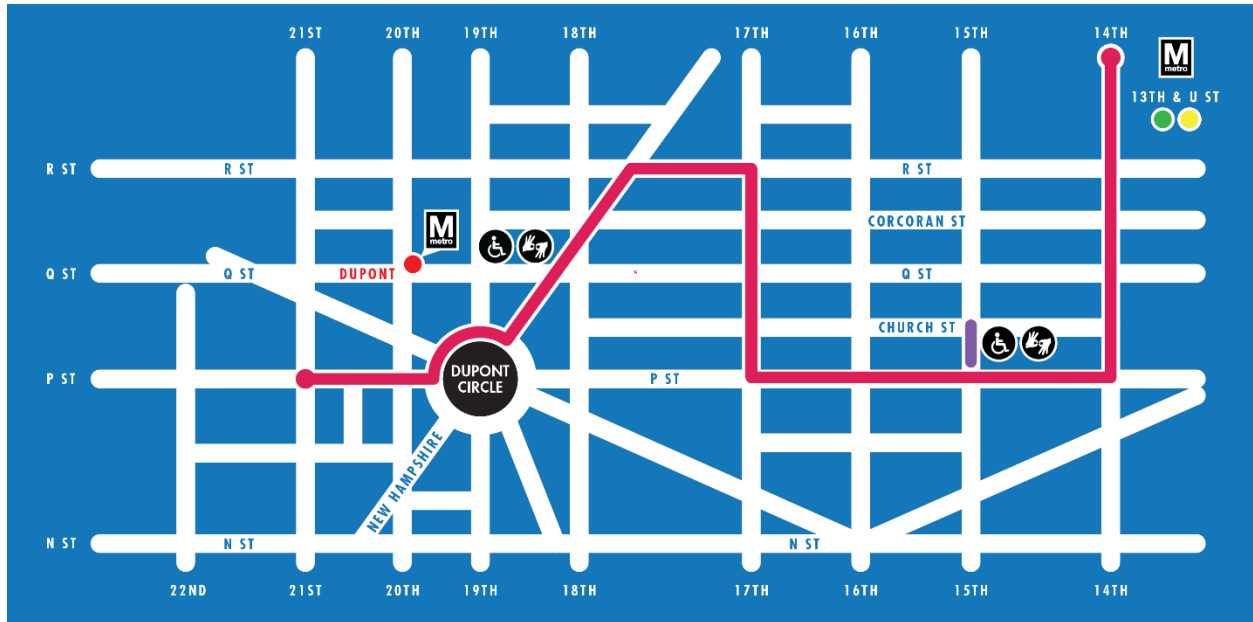 21ST
20TH
19TH
18TH
17TH
16TH
15TH
14TH
M
metro
13TH & U ST
R ST
R ST
R ST
CORCORAN ST
M
metro
Q ST
Q ST
DUPONT
Q ST
CHURCH ST
DUPONT
CIRCLE
P ST
P ST
NEW HAMPSHIRE
N ST
N ST
N ST
22ND
21ST
20TH
19TH
18TH
17TH
16TH
15TH
14TH